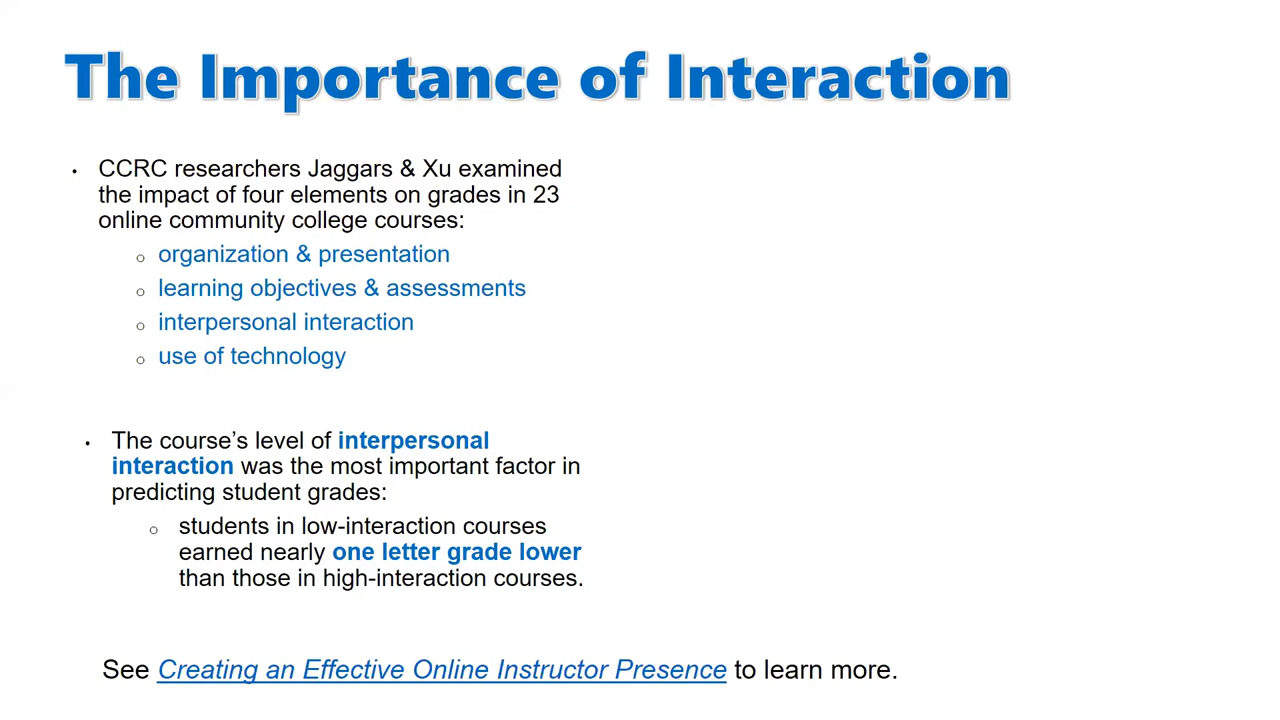 The Importance of Interaction
• CCRC researchers Jaggars & Xu examined
the impact of four elements on grades in 23
online community college courses:
○ organization & presentation
○ learning objectives & assessments
○ interpersonal interaction
○ use of technology
• The course’s level of interpersonal
interaction was the most important factor in
predicting student grades:
○ students in low-interaction courses
earned nearly one letter grade lower
than those in high-interaction courses.
See Creating an Effective Online Instructor Presence to learn more.